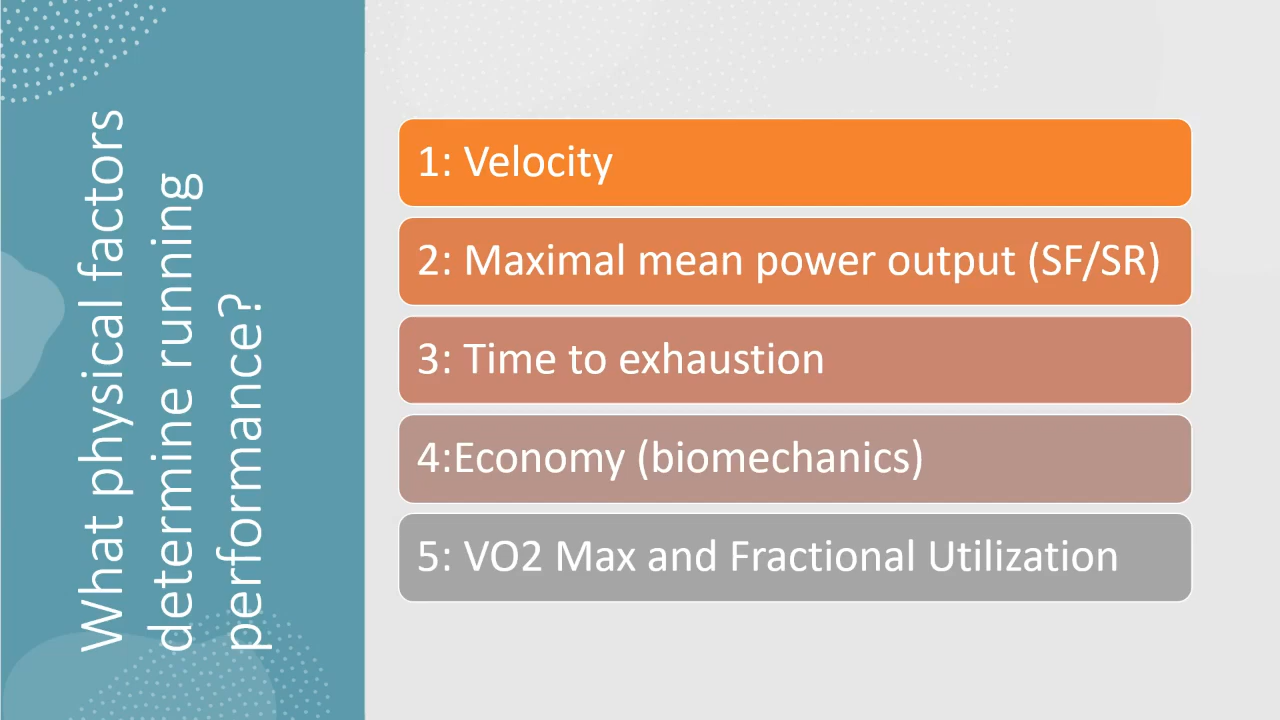 What physical factors
determine running
performance?
1: Velocity
2: Maximal mean power output (SF/SR)
3: Time to exhaustion
4:Economy (biomechanics)
5: VO2 Max and Fractional Utilization